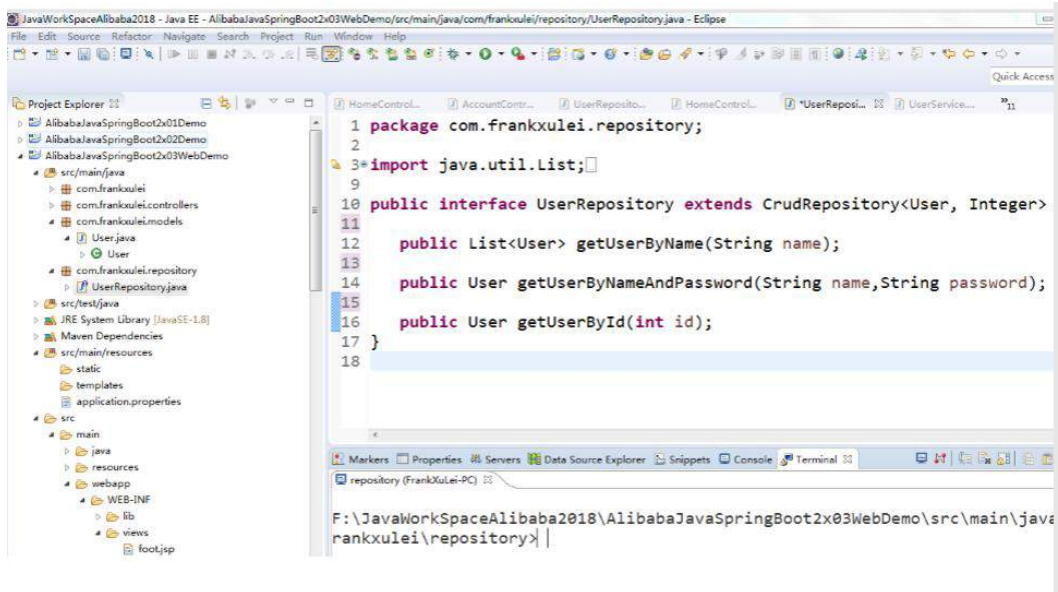 JavaWorkSpaceAlibaba2018 - Java EE - AlibabaJavaSpringBoot2x03WebDemo/src/main/java/com/frankxulei/repository/UserRepository.java - Eclipse
File Edit Source Refactor Navigate Search Project Run Window Help
Quick Access
Project Explorer
AlibabaJavaSpringBoot2x01Demo
AlibabaJavaSpringBoot2x02Demo
AlibabaJavaSpringBoot2x03WebDemo
src/main/java
com.frankxulei
com.frankxulei.controllers
com.frankxulei.models
User.java
User
com.frankxulei.repository
UserRepository.java
src/test/java
JRE System Library [JavaSE-1.8]
Maven Dependencies
src/main/resources
static
templates
application.properties
src
main
java
resources
webapp
WEB-INF
lib
views
foot.jsp
HomeControl... AccountContr... UserReposito... HomeControl... *UserReposi... UserService.... »11
1 package com.frankxulei.repository;
2
3 import java.util.List;
9
10 public interface UserRepository extends CrudRepository<User, Integer>
11
12 public List<User> getUserByName(String name);
13
14 public User getUserByNameAndPassword(String name,String password);
15
16 public User getUserById(int id);
17 }
18
Markers Properties Servers Data Source Explorer Snippets Console Terminal
repository (FrankXuLei-PC)
F:\JavaWorkSpaceAlibaba2018\AlibabaJavaSpringBoot2x03WebDemo\src\main\java
rankxulei\repository>